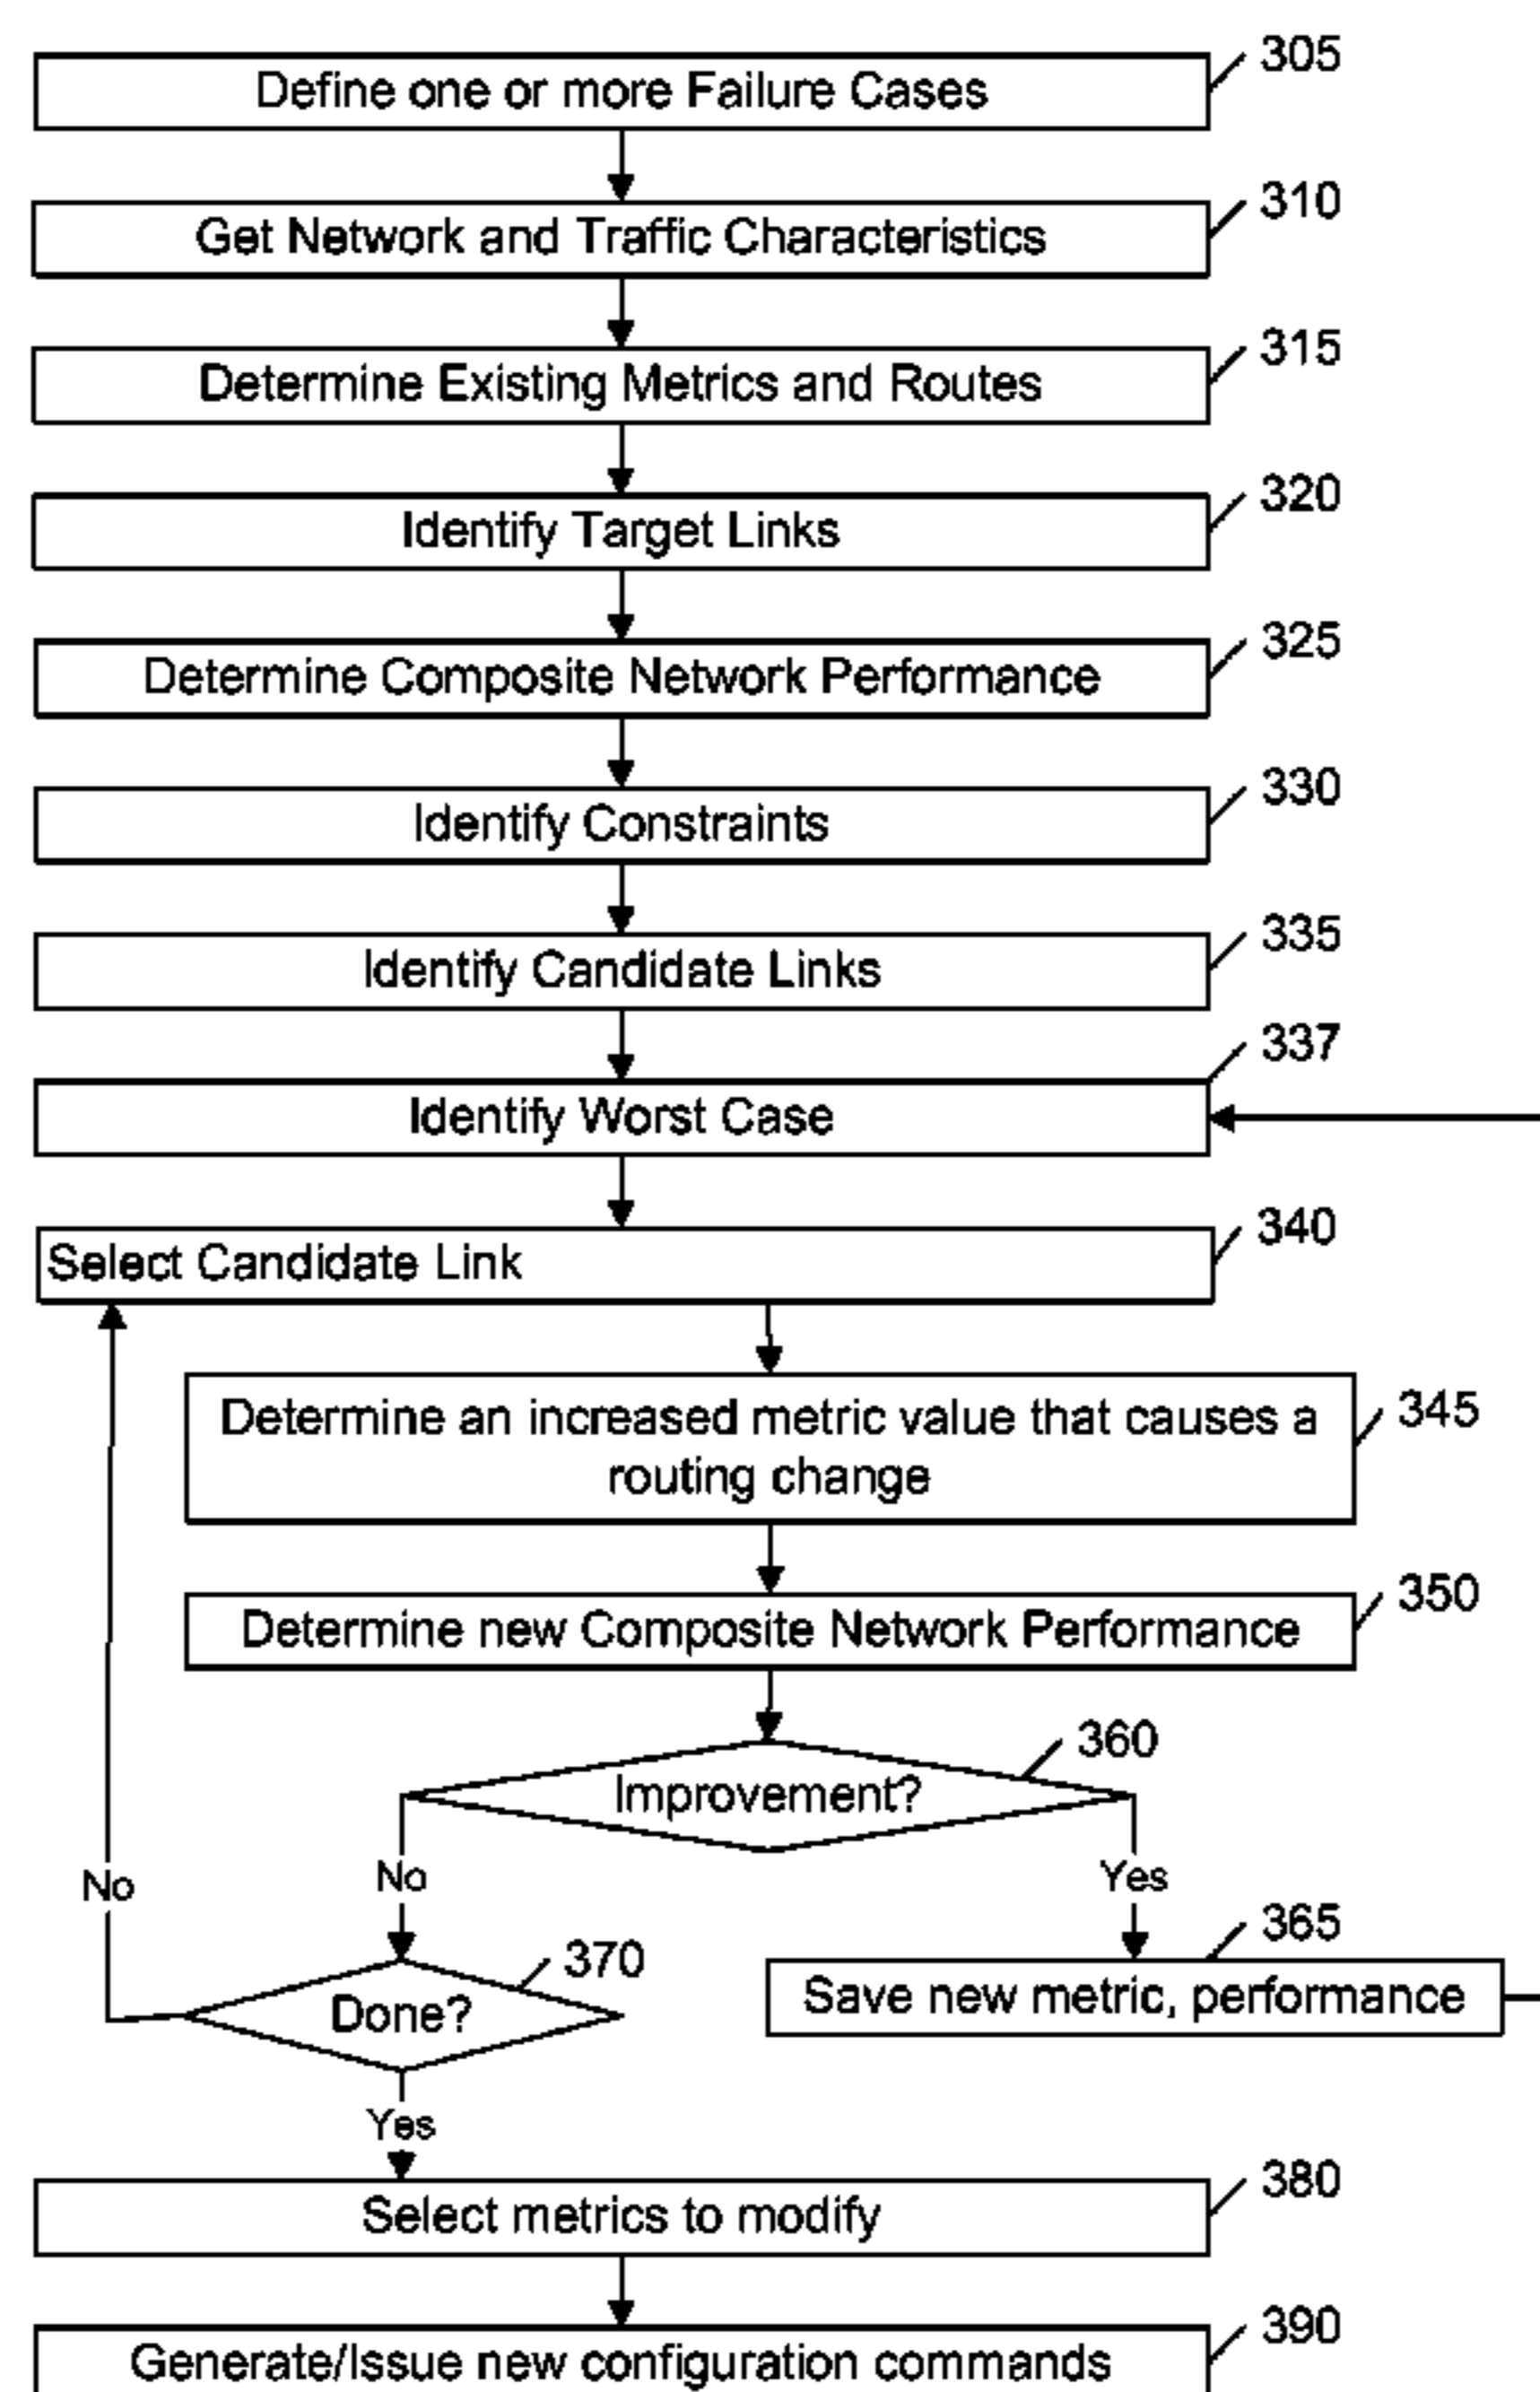 305
Define one or more Failure Cases
310
Get Network and Traffic Characteristics
315
Determine Existing Metrics and Routes
320
Identify Target Links
325
Determine Composite Network Performance
330
Identify Constraints
335
Identify Candidate Links
337
Identify Worst Case
340
Select Candidate Link
345
Determine an increased metric value that causes a
routing change
350
Determine new Composite Network Performance
360
Improvement?
No
No
Yes
365
370
Save new metric, performance
Done?
Yes
380
Select metrics to modify
390
Generate/Issue new configuration commands